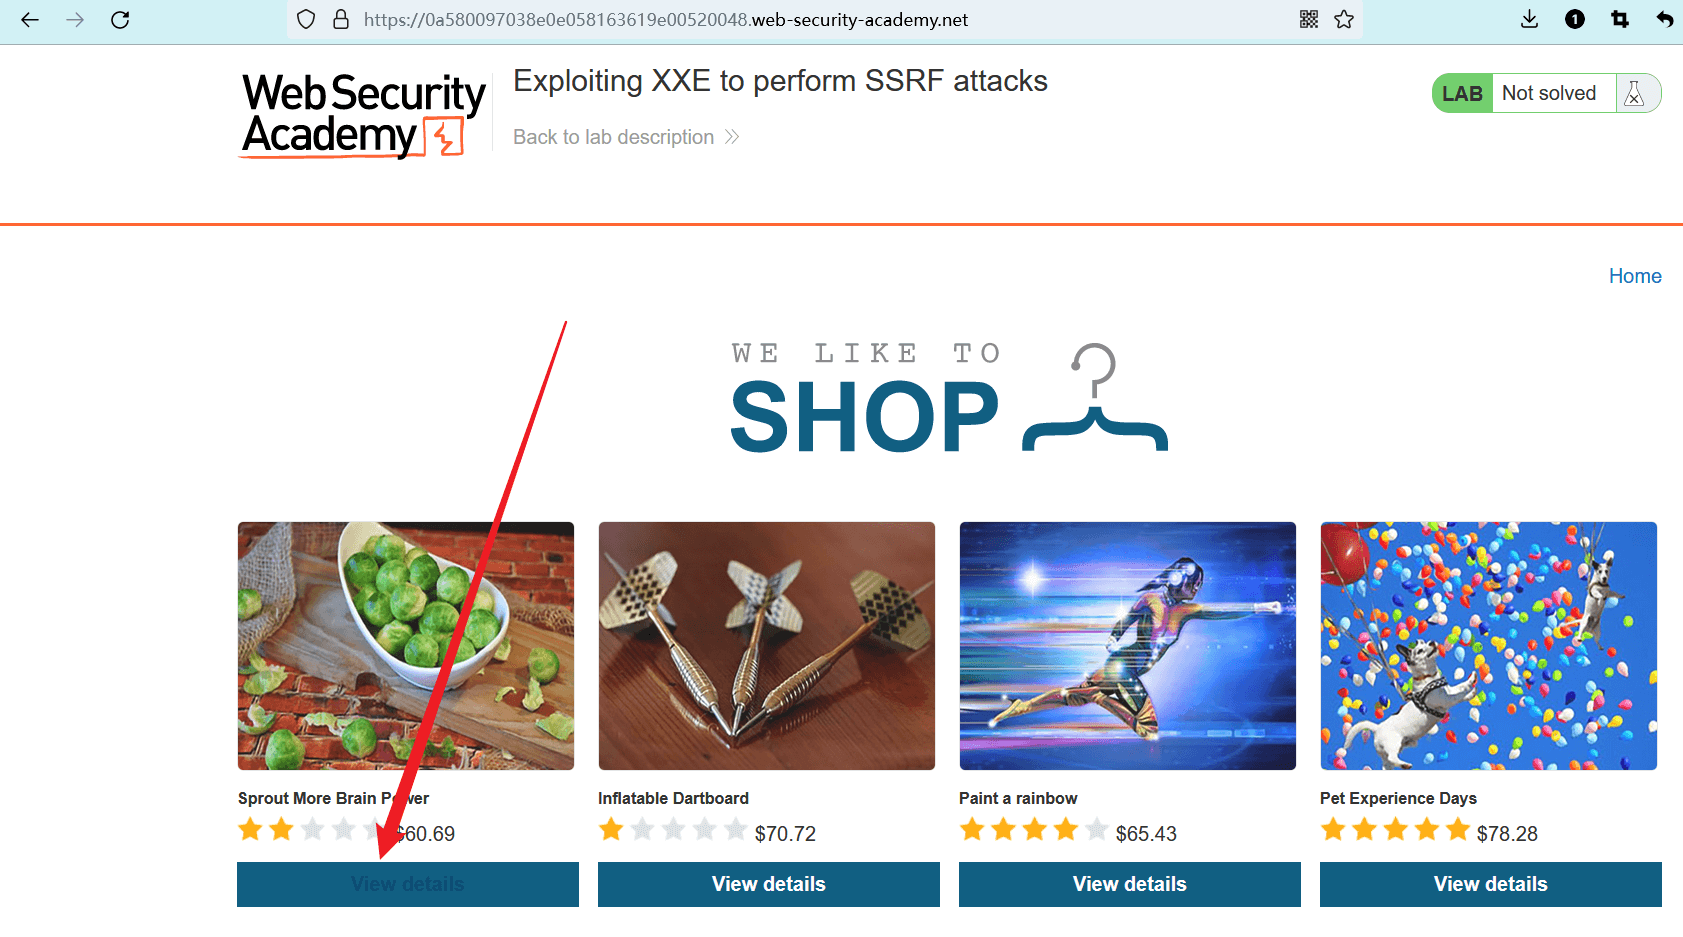 https://0a580097038e0e058163619e00520048.web-security-academy.net
1
Web Security
Academy
Exploiting XXE to perform SSRF attacks
Back to lab description
LAB Not solved
Home
WE LIKE TO
SHOP
Sprout More Brain Power
$60.69
View details
Inflatable Dartboard
$70.72
View details
Paint a rainbow
$65.43
View details
Pet Experience Days
$78.28
View details